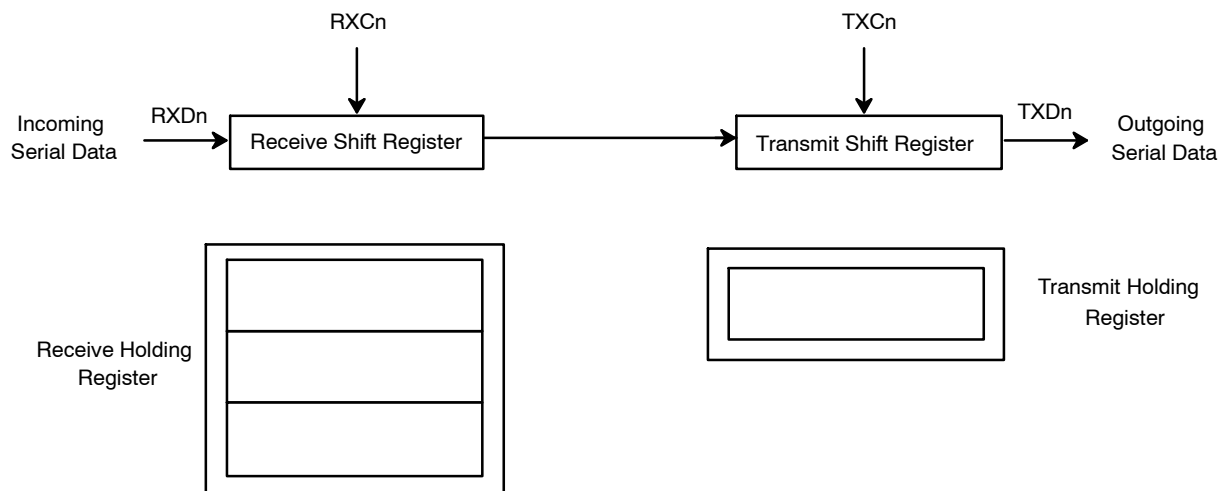 RXCn
TXCn
Incoming
Serial Data
RXDn
Receive Shift Register
Transmit Shift Register
TXDn
Outgoing
Serial Data
Receive Holding
Register
Transmit Holding
Register